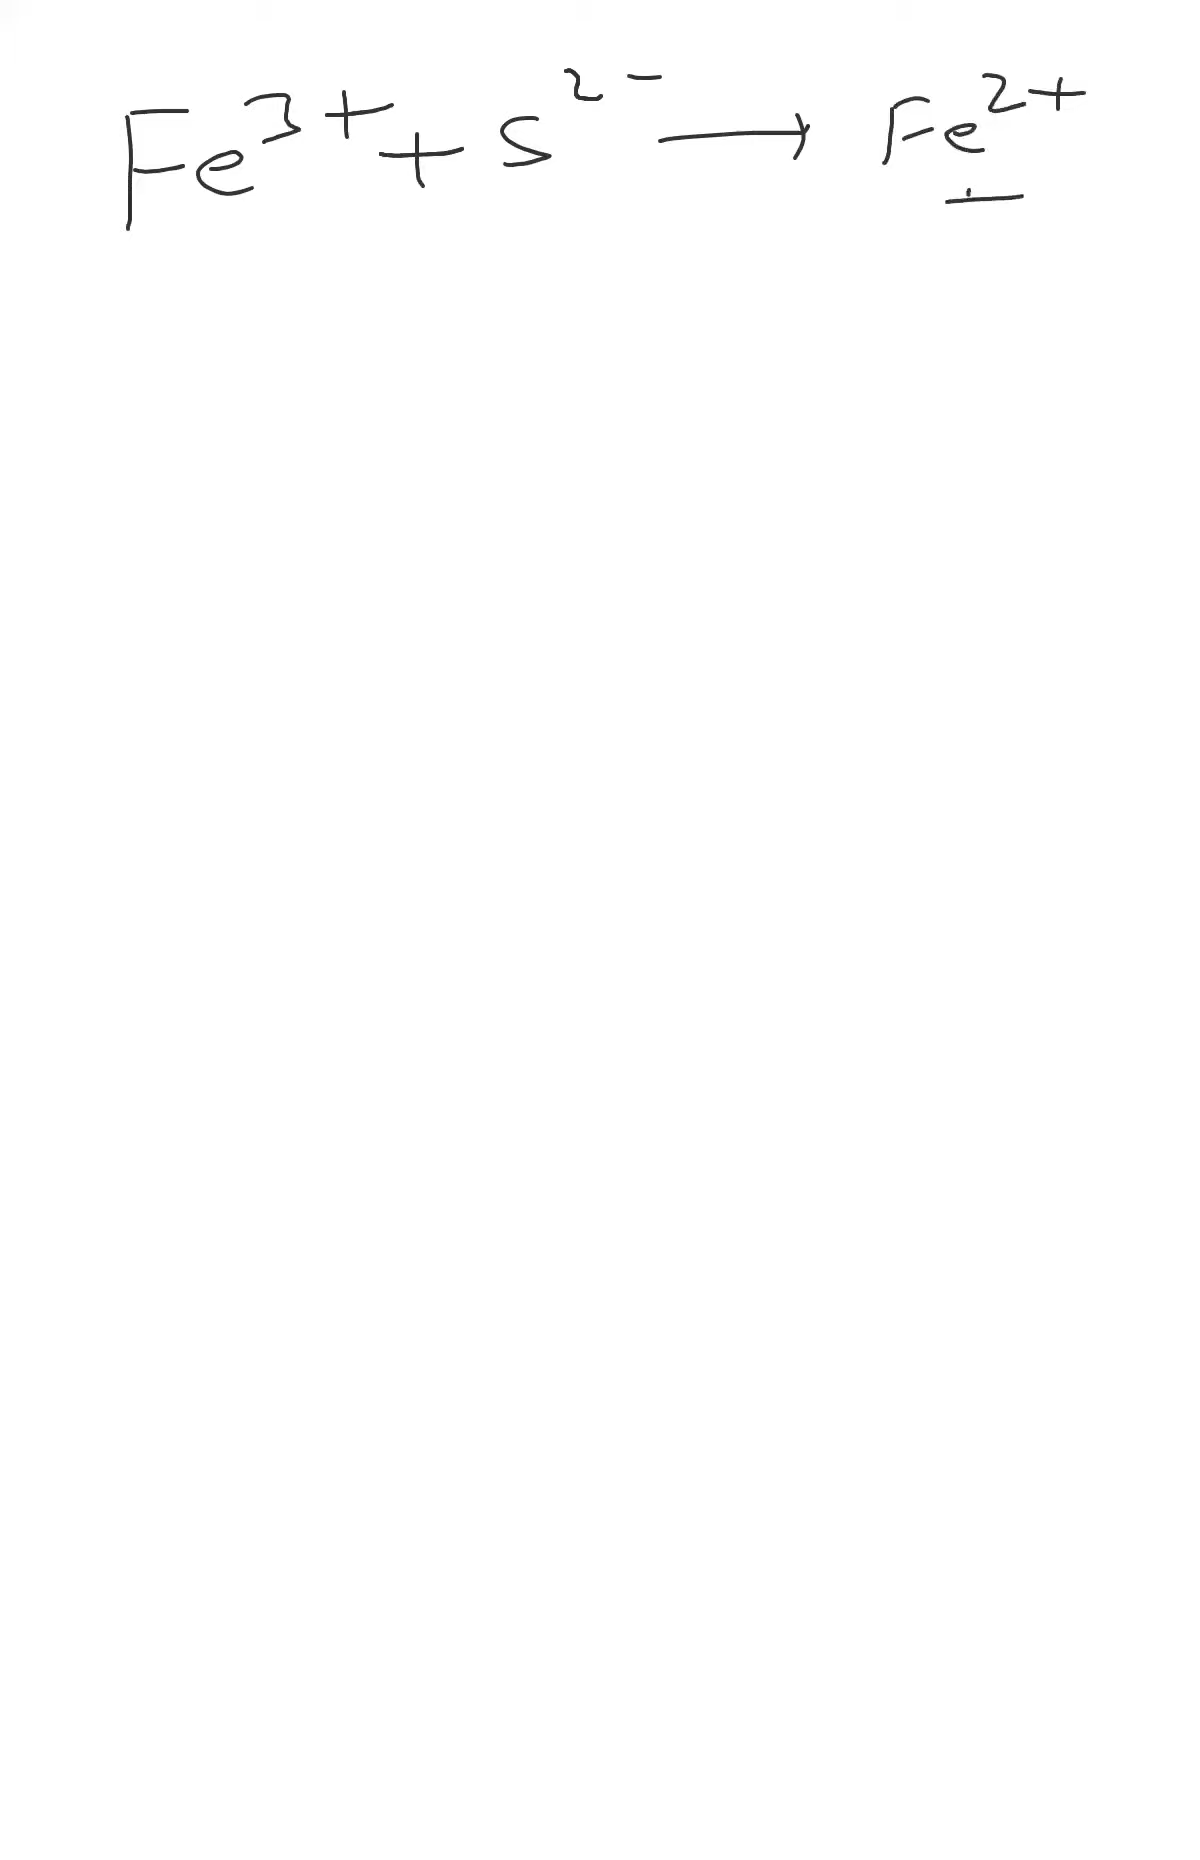 Fe³⁺ + s²⁻ → Fe²⁺